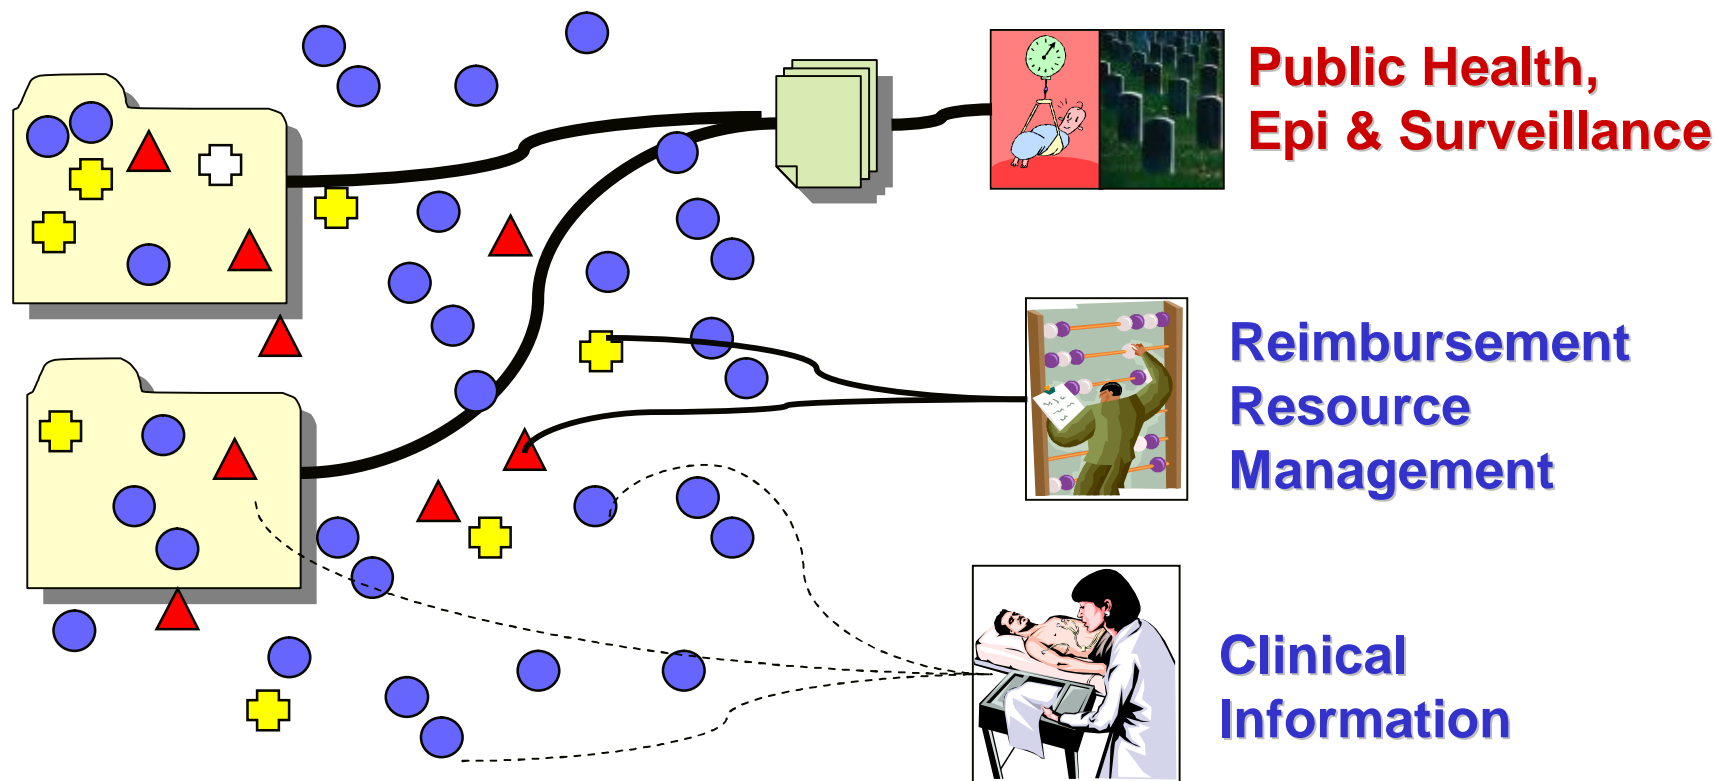 Public Health,
Epi & Surveillance
Reimbursement
Resource
Management
Clinical
Information